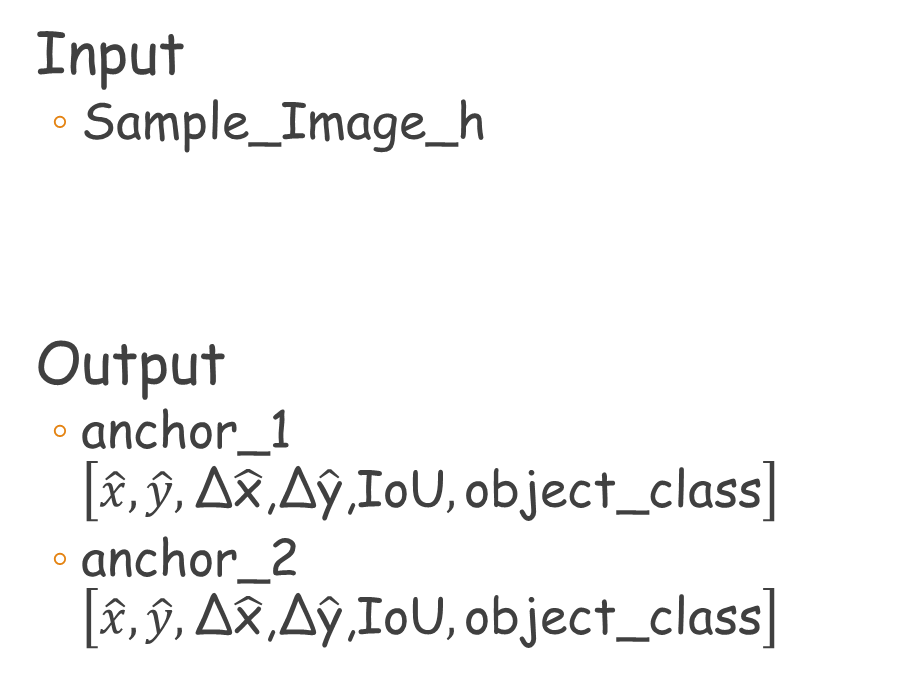 Input
◦ Sample_Image_h
Output
◦ anchor_1
[x̂, ŷ, Δx̂,Δŷ,IoU, object_class]
◦ anchor_2
[x̂, ŷ, Δx̂,Δŷ,IoU, object_class]